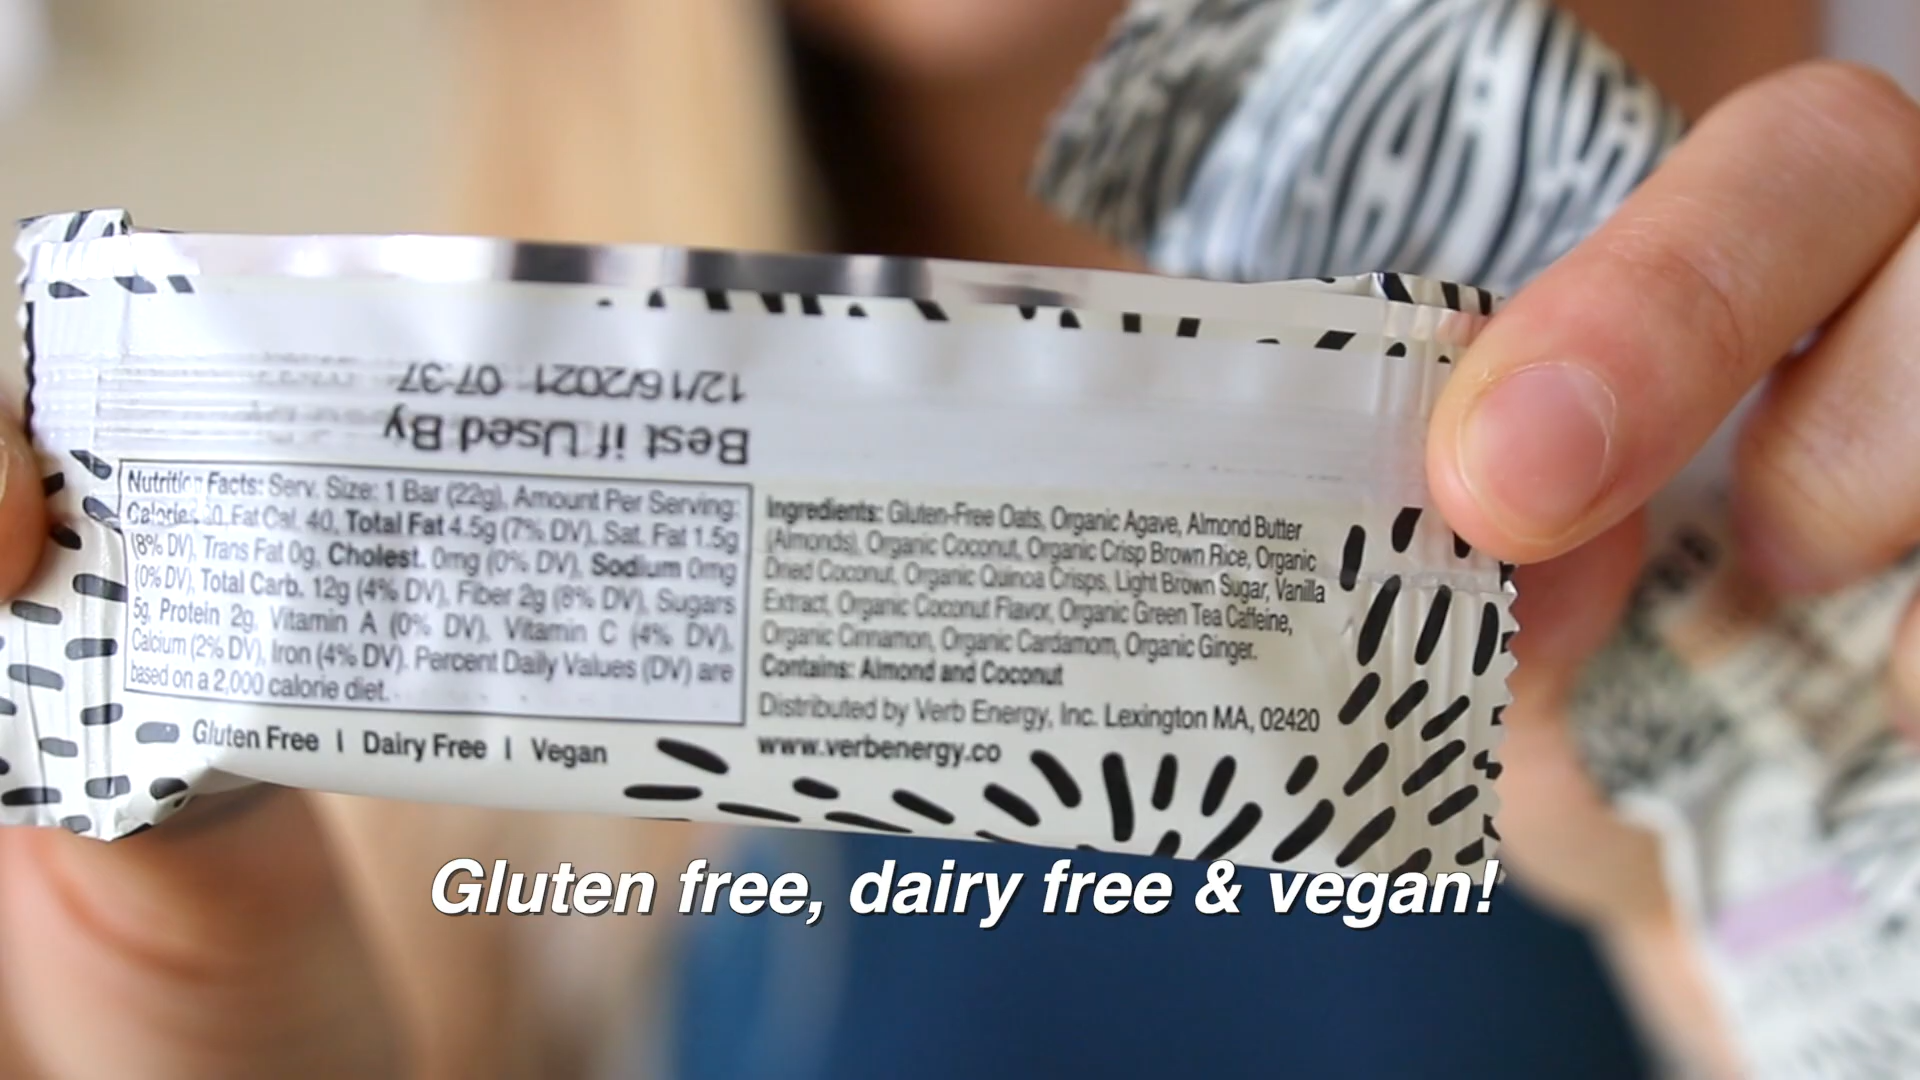 12/16/2021 07:37
Best if Used By
Nutrition Facts: Serv. Size: 1 Bar (22g), Amount Per Serving:
Calories 90, Fat Cal. 40, Total Fat 4.5g (7% DV), Sat. Fat 1.5g
(8% DV), Trans Fat 0g, Cholest. 0mg (0% DV), Sodium 0mg
(0% DV), Total Carb. 12g (4% DV), Fiber 2g (8% DV), Sugars
5g, Protein 2g, Vitamin A (0% DV), Vitamin C (4% DV),
Calcium (2% DV), Iron (4% DV). Percent Daily Values (DV) are
based on a 2,000 calorie diet.
Gluten Free | Dairy Free | Vegan
Ingredients: Gluten-Free Oats, Organic Agave, Almond Butter
(Almonds), Organic Coconut, Organic Crisp Brown Rice, Organic
Dried Coconut, Organic Quinoa Crisps, Light Brown Sugar, Vanilla
Extract, Organic Coconut Flavor, Organic Green Tea Caffeine,
Organic Cinnamon, Organic Cardamom, Organic Ginger.
Contains: Almond and Coconut
Distributed by Verb Energy, Inc. Lexington MA, 02420
www.verbenergy.co
Gluten free, dairy free & vegan!